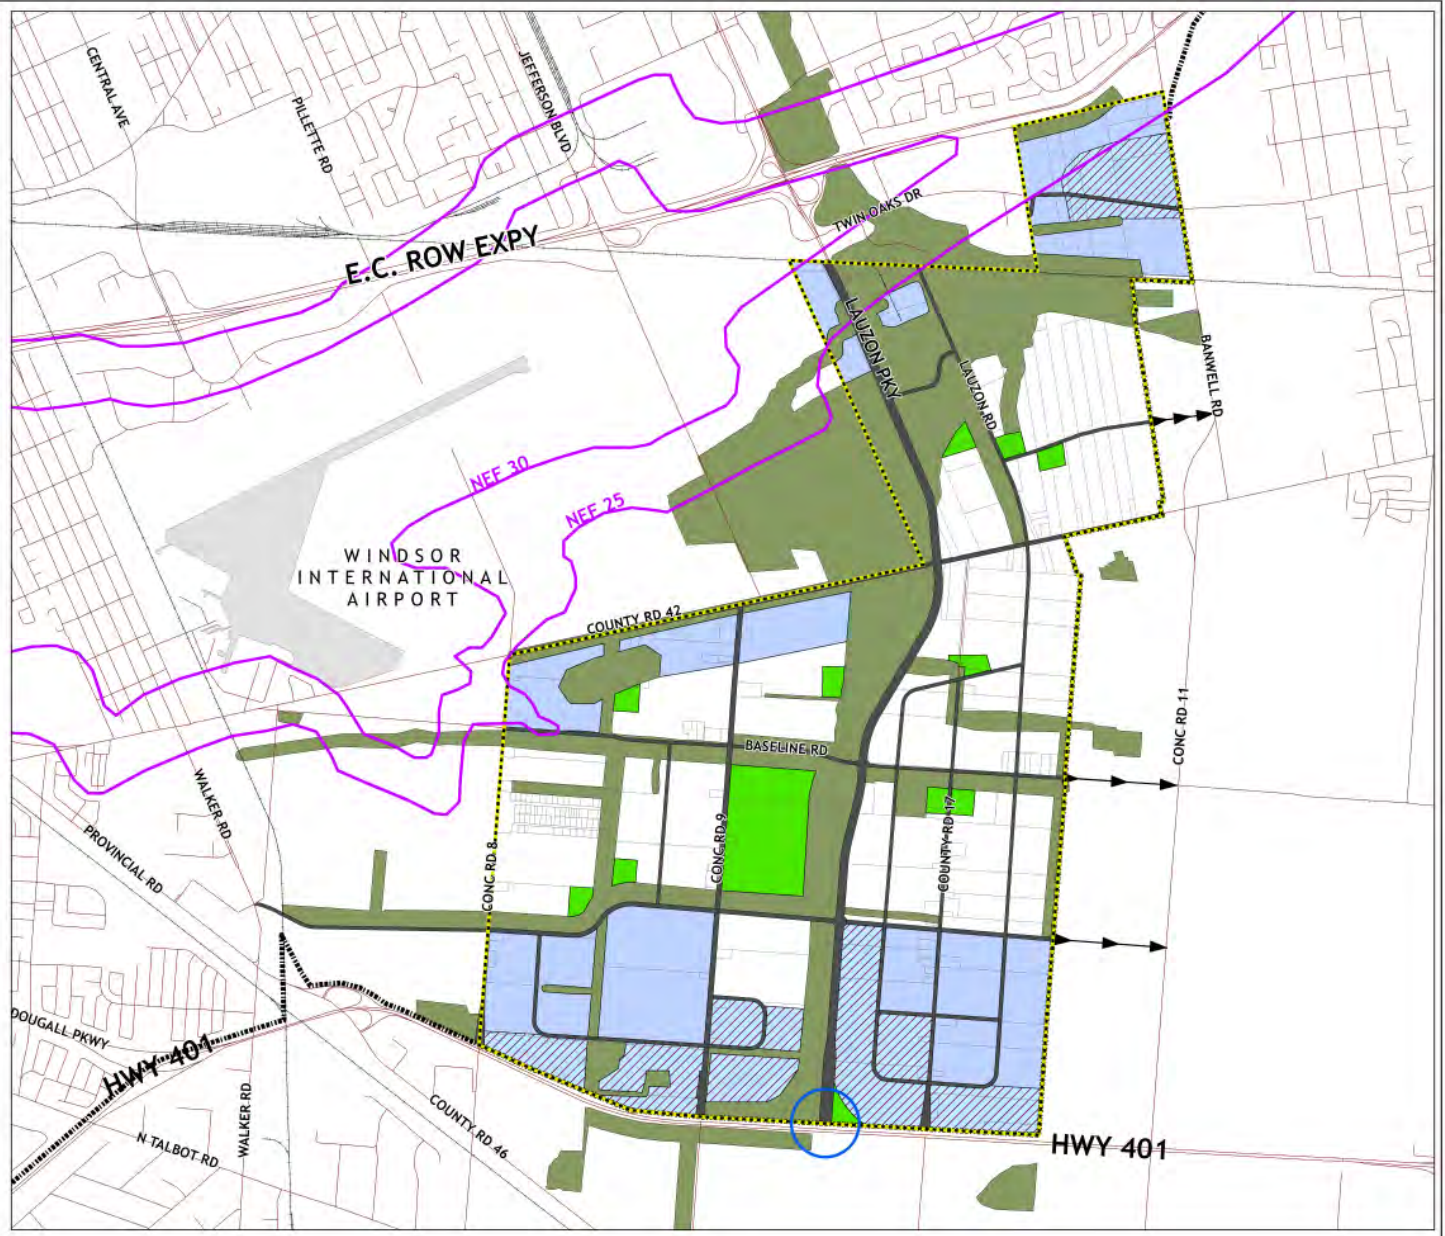 CENTRAL AVE
PILLETTE RD
JEFFERSON BLVD
E.C. ROW EXPY
TWIN OAKS DR
LAUZON PKY
LAUZON RD
BANWELL RD
NEF 30
NEF 25
WINDSOR
INTERNATIONAL
AIRPORT
COUNTY RD 42
CONC RD 11
BASELINE RD
WALKER RD
PROVINCIAL RD
CONC RD 8
CONC RD 9
COUNTY RD 17
DOUGALL PKWY
HWY 401
WALKER RD
COUNTY RD 46
N TALBOT RD
HWY 401